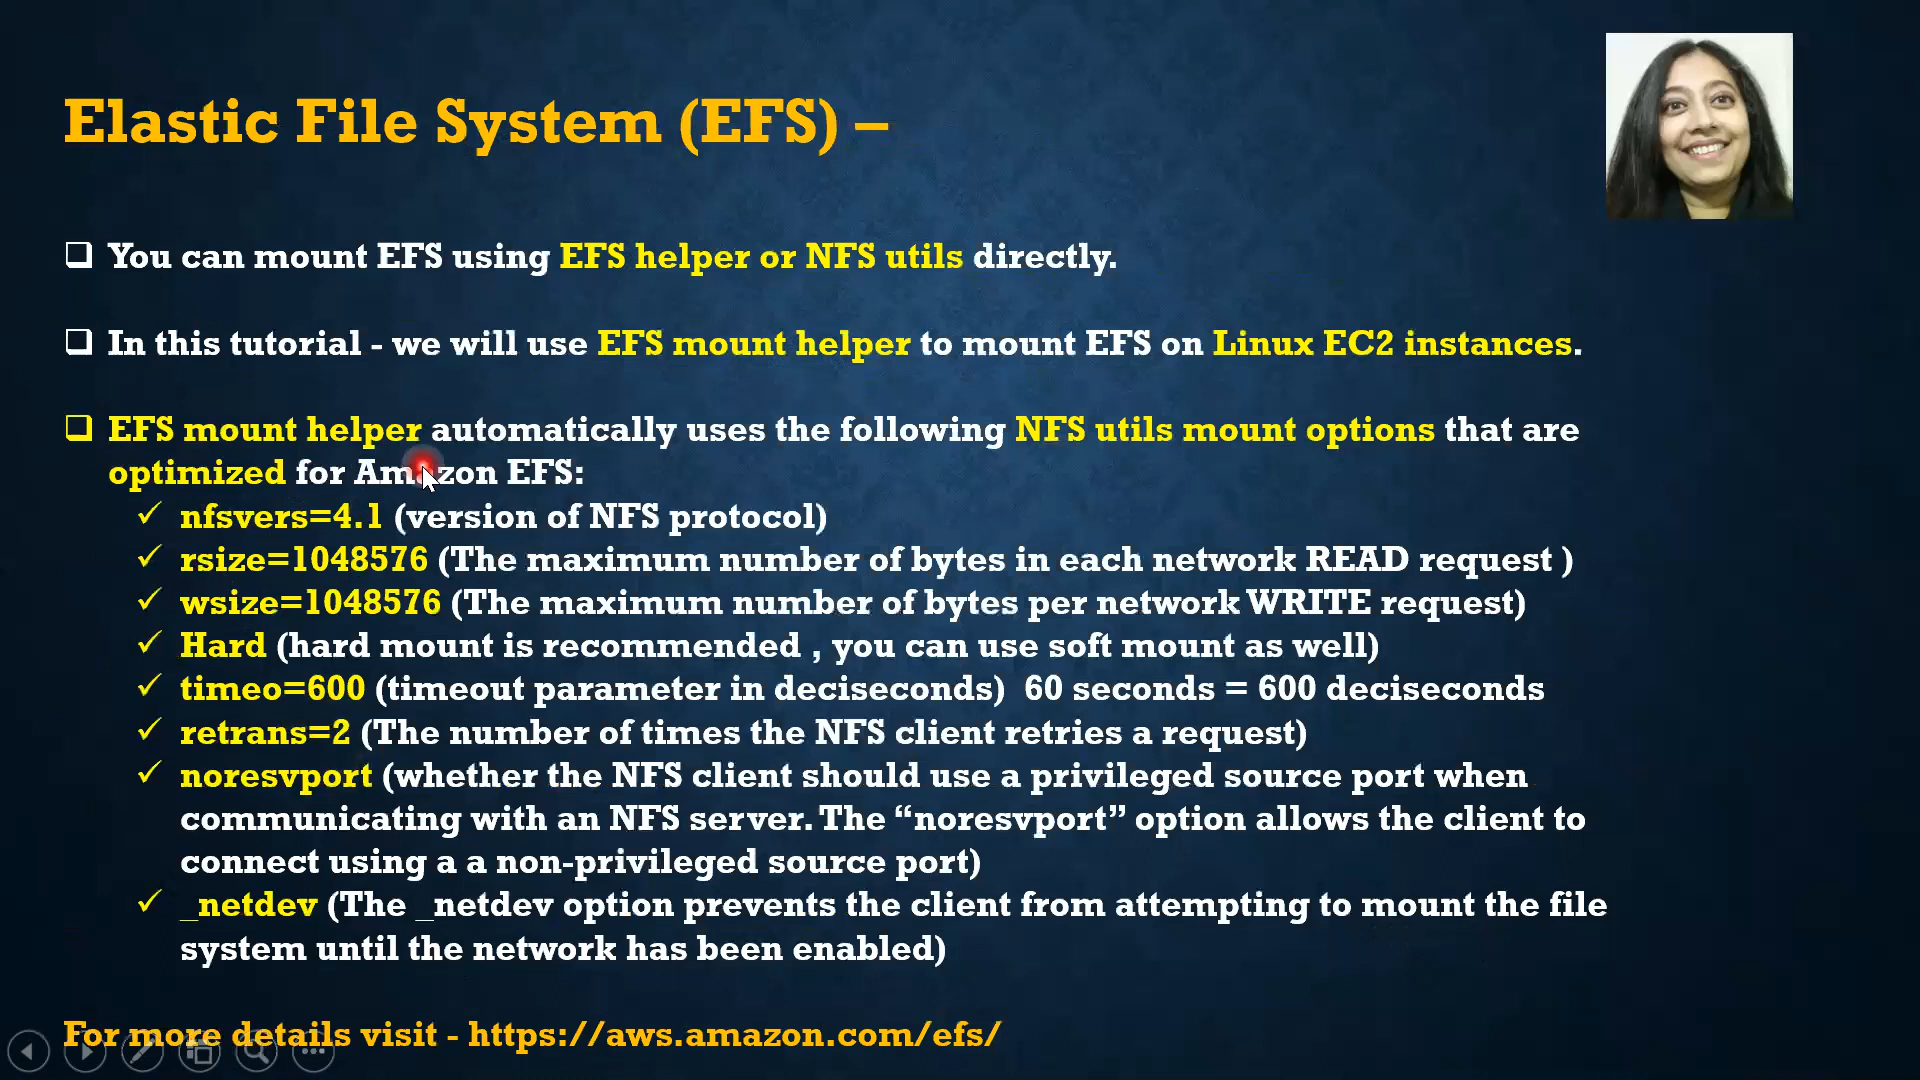 Elastic File System (EFS) –
You can mount EFS using EFS helper or NFS utils directly.
In this tutorial - we will use EFS mount helper to mount EFS on Linux EC2 instances.
EFS mount helper automatically uses the following NFS utils mount options that are
optimized for Amazon EFS:
nfsvers=4.1 (version of NFS protocol)
rsize=1048576 (The maximum number of bytes in each network READ request )
wsize=1048576 (The maximum number of bytes per network WRITE request)
Hard (hard mount is recommended , you can use soft mount as well)
timeo=600 (timeout parameter in deciseconds)  60 seconds = 600 deciseconds
retrans=2 (The number of times the NFS client retries a request)
noresvport (whether the NFS client should use a privileged source port when
communicating with an NFS server. The “noresvport” option allows the client to
connect using a a non-privileged source port)
_netdev (The _netdev option prevents the client from attempting to mount the file
system until the network has been enabled)
For more details visit - https://aws.amazon.com/efs/